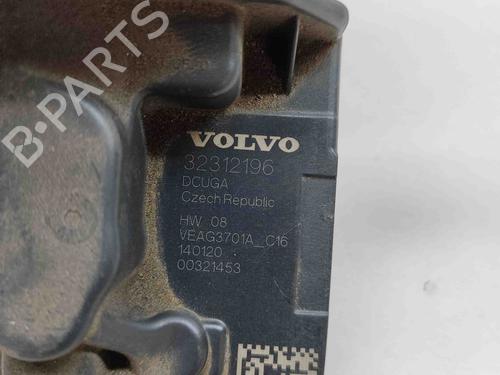 B-PARTS
VOLVO
32312196
DCUGA
Czech Republic
HW 08
VEAG3701A_C16
140120
00321453